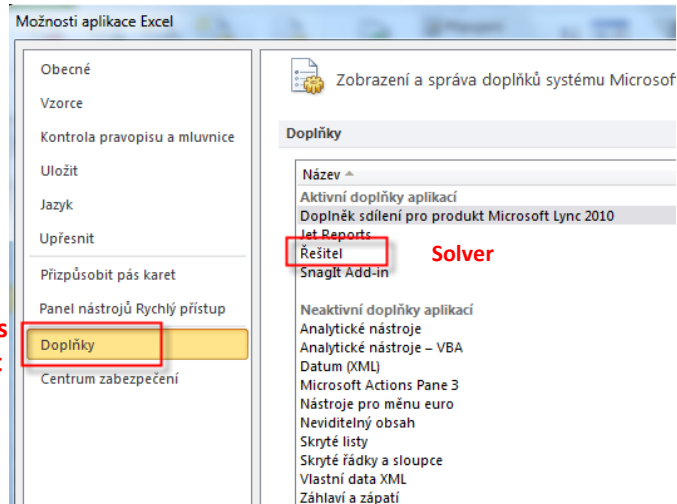 Možnosti aplikace Excel
Obecné
Vzorce
Kontrola pravopisu a mluvnice
Uložit
Jazyk
Upřesnit
Přizpůsobit pás karet
Panel nástrojů Rychlý přístup
Doplňky
Centrum zabezpečení
Zobrazení a správa doplňků systému Microsoft
Doplňky
Název
Aktivní doplňky aplikací
Doplněk sdílení pro produkt Microsoft Lync 2010
Jet Reports
Řešitel
Solver
SnagIt Add-in
Neaktivní doplňky aplikací
Analytické nástroje
Analytické nástroje – VBA
Datum (XML)
Microsoft Actions Pane 3
Nástroje pro měnu euro
Neviditelný obsah
Skryté listy
Skryté řádky a sloupce
Vlastní data XML
Záhlaví a zápatí